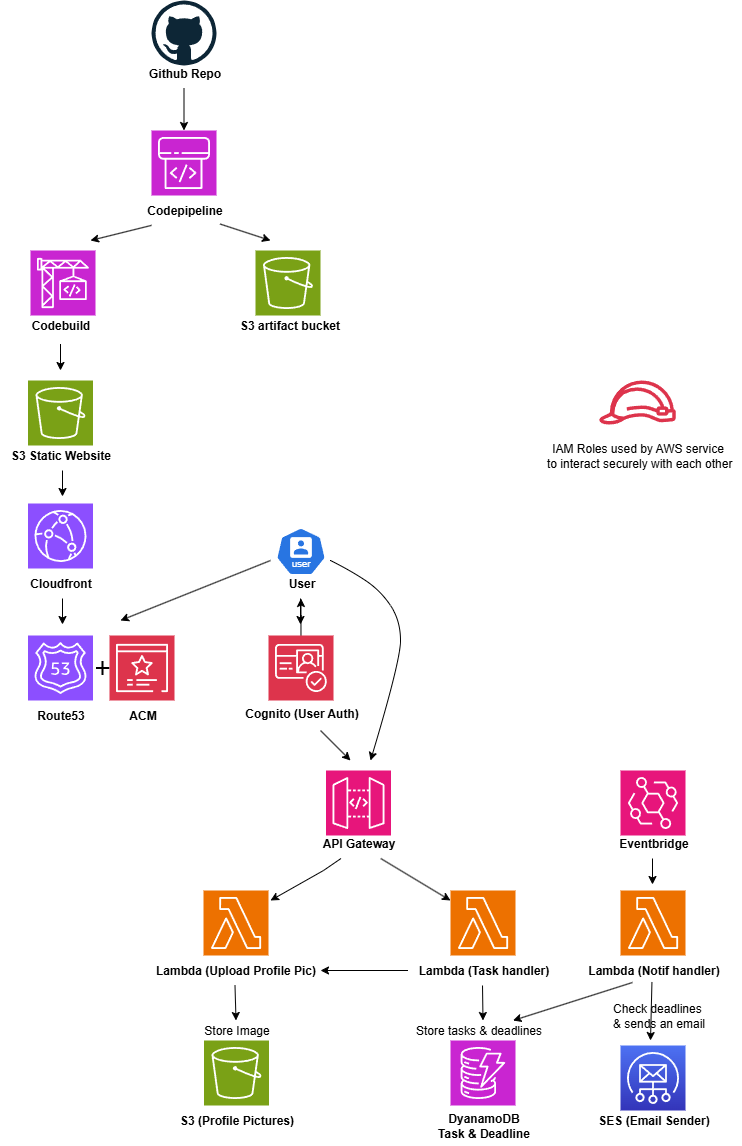 Github Repo
Codepipeline
Codebuild
S3 artifact bucket
S3 Static Website
IAM Roles used by AWS service
to interact securely with each other
Cloudfront
user
User
53
+
Route53
ACM
Cognito (User Auth)
API Gateway
Eventbridge
Lambda (Upload Profile Pic)
Lambda (Task handler)
Lambda (Notif handler)
Check deadlines
& sends an email
Store Image
Store tasks & deadlines
S3 (Profile Pictures)
DyanamoDB
Task & Deadline
SES (Email Sender)